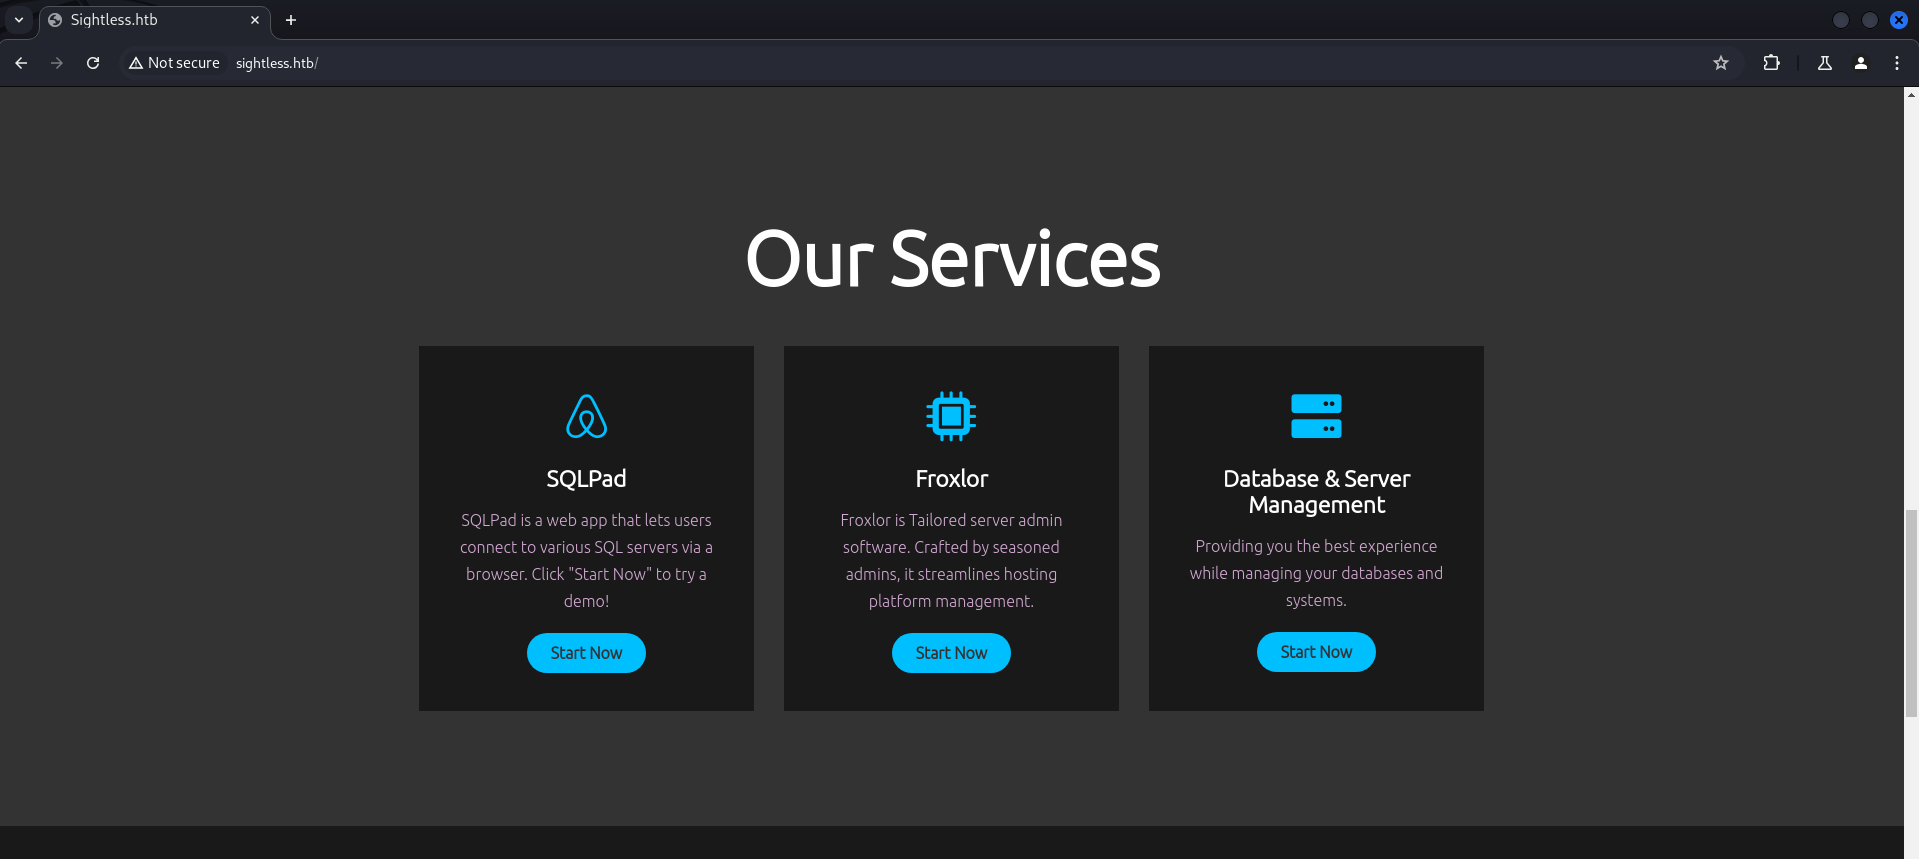 Sightless.htb
Not secure
sightless.htb/
Our Services
SQLPad
SQLPad is a web app that lets users
connect to various SQL servers via a
browser. Click "Start Now" to try a
demo!
Start Now
Froxlor
Froxlor is Tailored server admin
software. Crafted by seasoned
admins, it streamlines hosting
platform management.
Start Now
Database & Server
Management
Providing you the best experience
while managing your databases and
systems.
Start Now